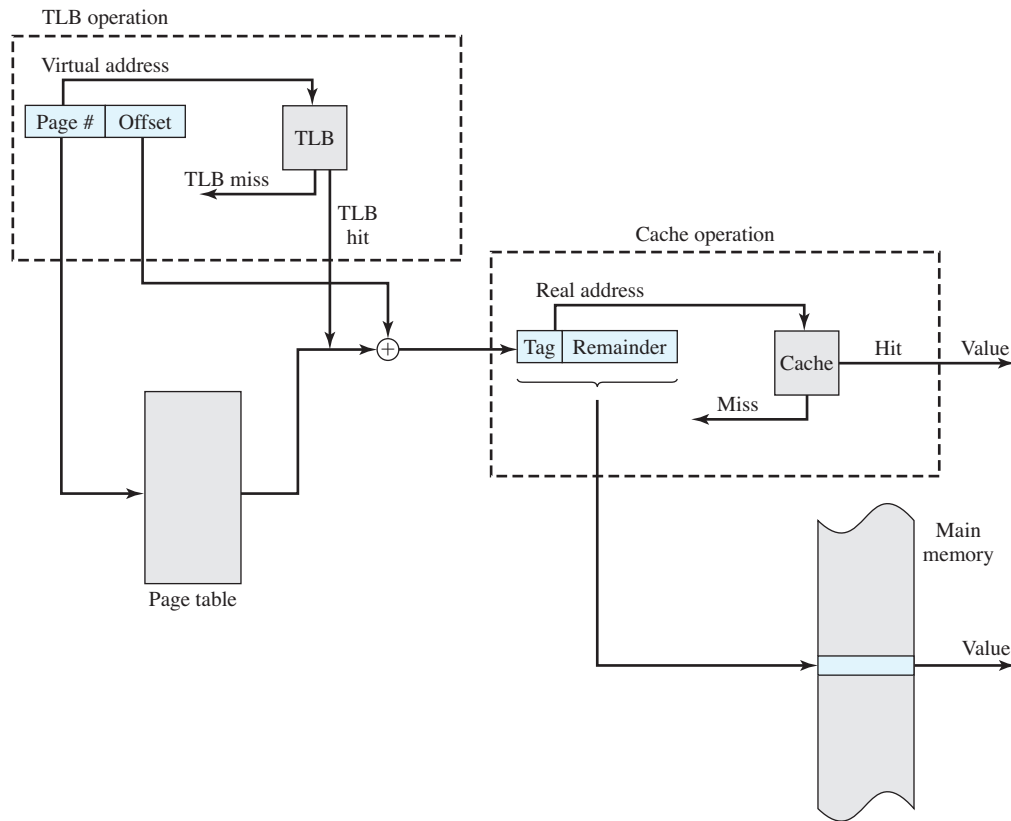 TLB operation
Virtual address
Page # Offset
TLB
TLB miss
TLB
hit
Cache operation
Real address
Tag Remainder
Cache
Hit
Value
Miss
Page table
Main
memory
Value
+